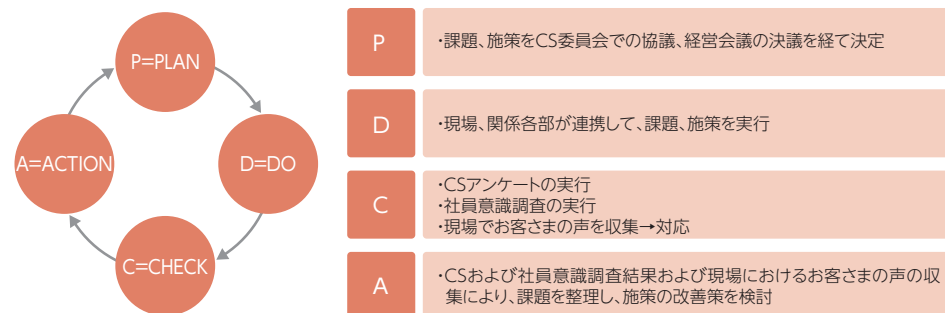 P=PLAN
D=DO
C=CHECK
A=ACTION
P
・課題、施策をCS委員会での協議、経営会議の決議を経て決定
D
・現場、関係各部が連携して、課題、施策を実行
C
・CSアンケートの実行
・社員意識調査の実行
・現場でお客さまの声を収集→対応
A
・CSおよび社員意識調査結果および現場におけるお客さまの声の収
集により、課題を整理し、施策の改善策を検討